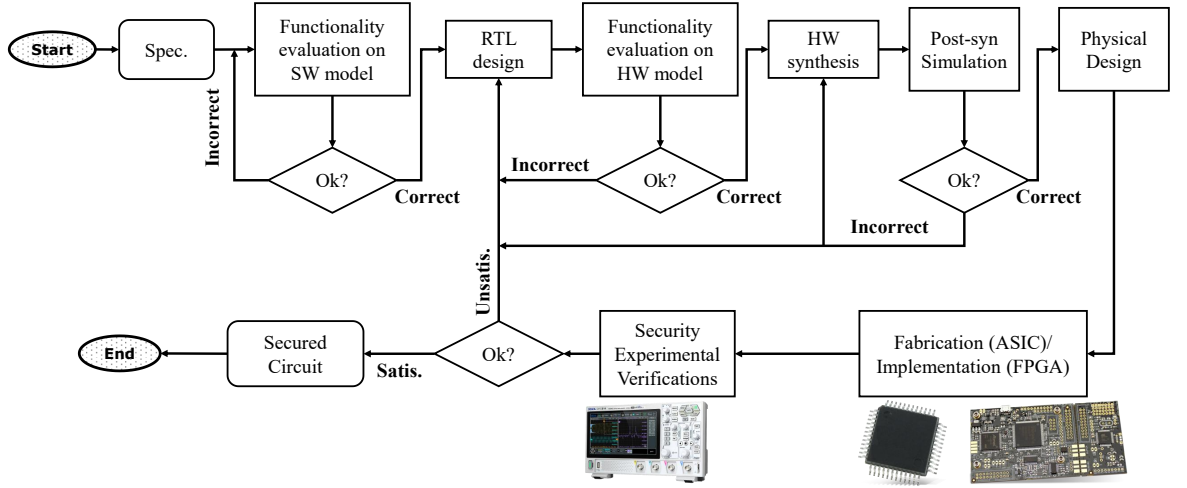 Start
Spec.
Functionality
evaluation on
SW model
RTL
design
Functionality
evaluation on
HW model
HW
synthesis
Post-syn
Simulation
Physical
Design
Incorrect
Ok?
Correct
Incorrect
Ok?
Correct
Ok?
Correct
Incorrect
Unsatis.
End
Secured
Circuit
Satis.
Ok?
Security
Experimental
Verifications
Fabrication (ASIC)/
Implementation (FPGA)